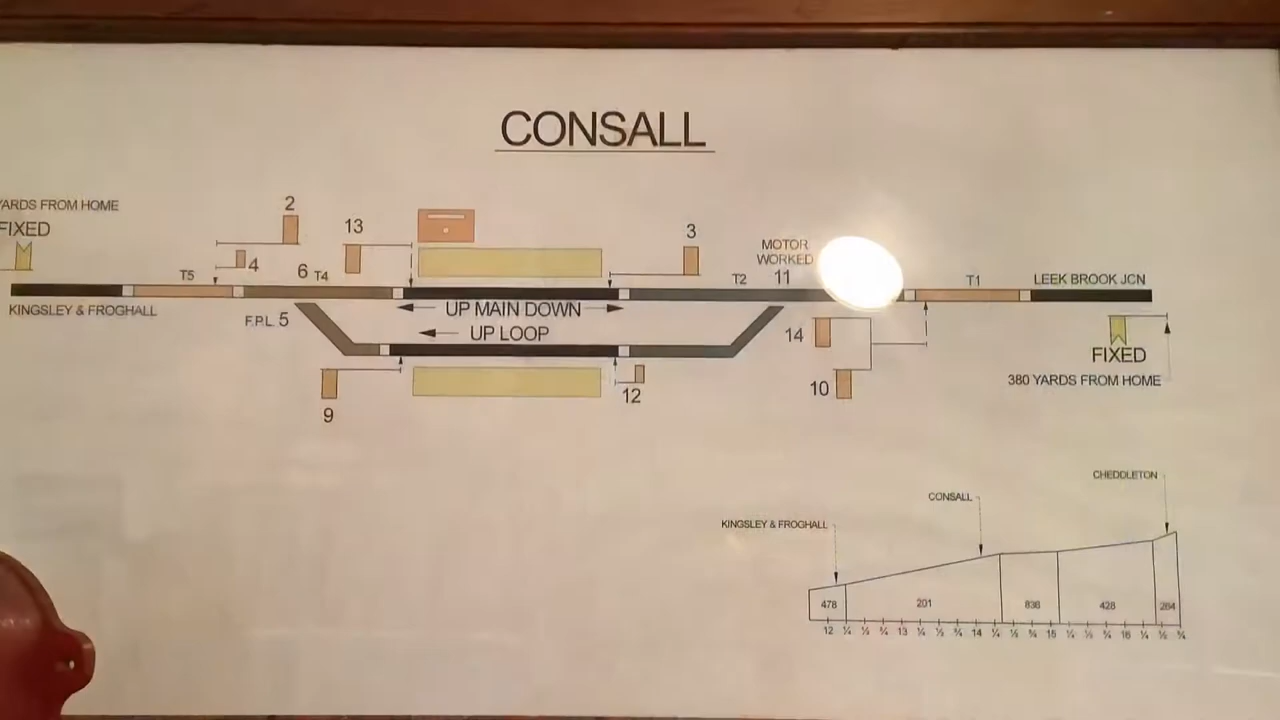 CONSALL
YARDS FROM HOME
FIXED
2
13
4
6 T4
T5
3
MOTOR
WORKED
11
T2
T1
LEEK BROOK JCN
KINGSLEY & FROGHALL
F.P.L. 5
UP MAIN DOWN
UP LOOP
14
10
9
12
FIXED
380 YARDS FROM HOME
CHEDDLETON
CONSALL
KINGSLEY & FROGHALL
478 201 838 428 264
12 ¼ ½ ¾ 13 ¼ ½ ¾ 14 ¼ ½ ¾ 15 ¼ ½ ¾ 16 ¼ ½ ¾